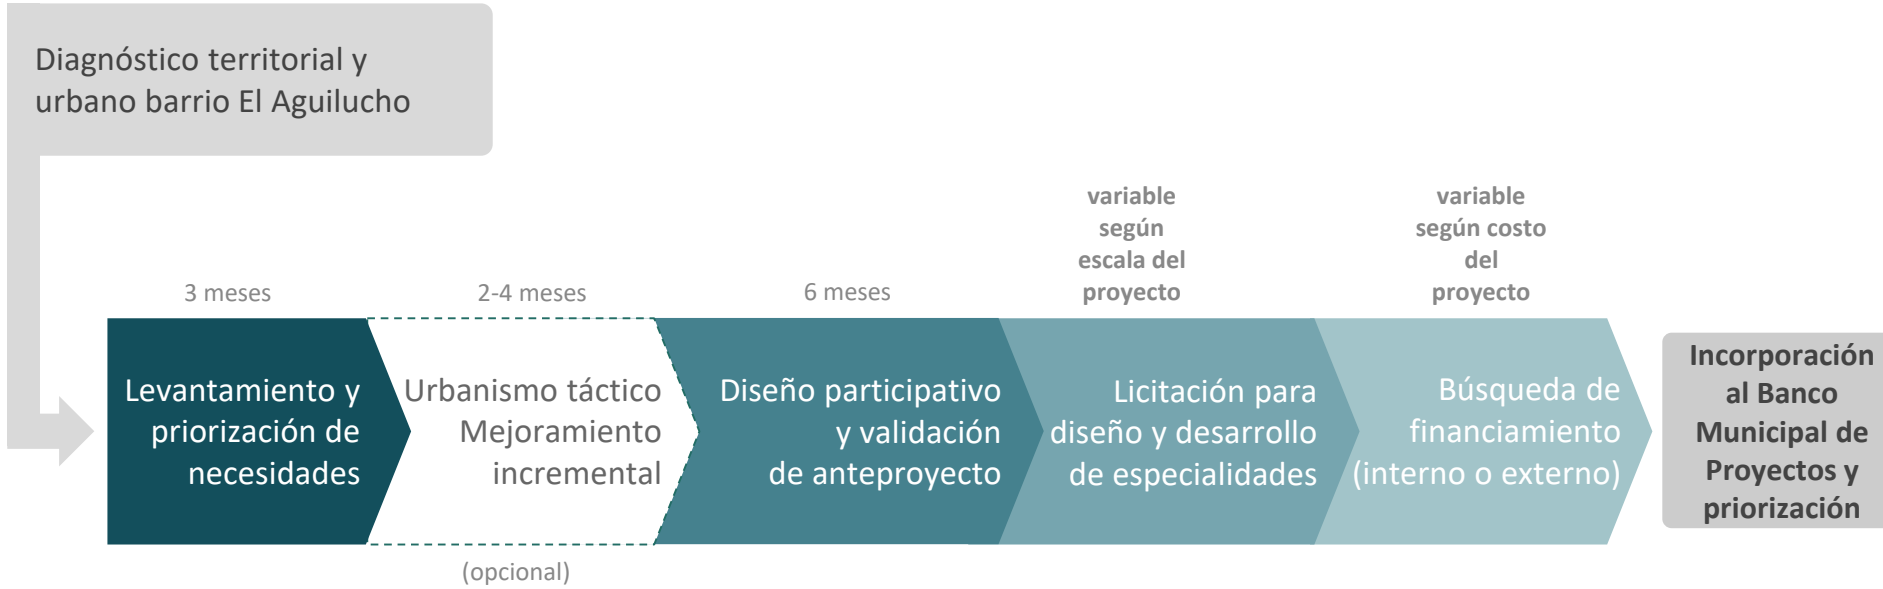 Diagnóstico territorial y
urbano barrio El Aguilucho
3 meses
Levantamiento y
priorización de
necesidades
2-4 meses
Urbanismo táctico
Mejoramiento
incremental
(opcional)
6 meses
Diseño participativo
y validación
de anteproyecto
variable
según
escala del
proyecto
Licitación para
diseño y desarrollo
de especialidades
variable
según costo
del
proyecto
Búsqueda de
financiamiento
(interno o externo)
Incorporación
al Banco
Municipal de
Proyectos y
priorización